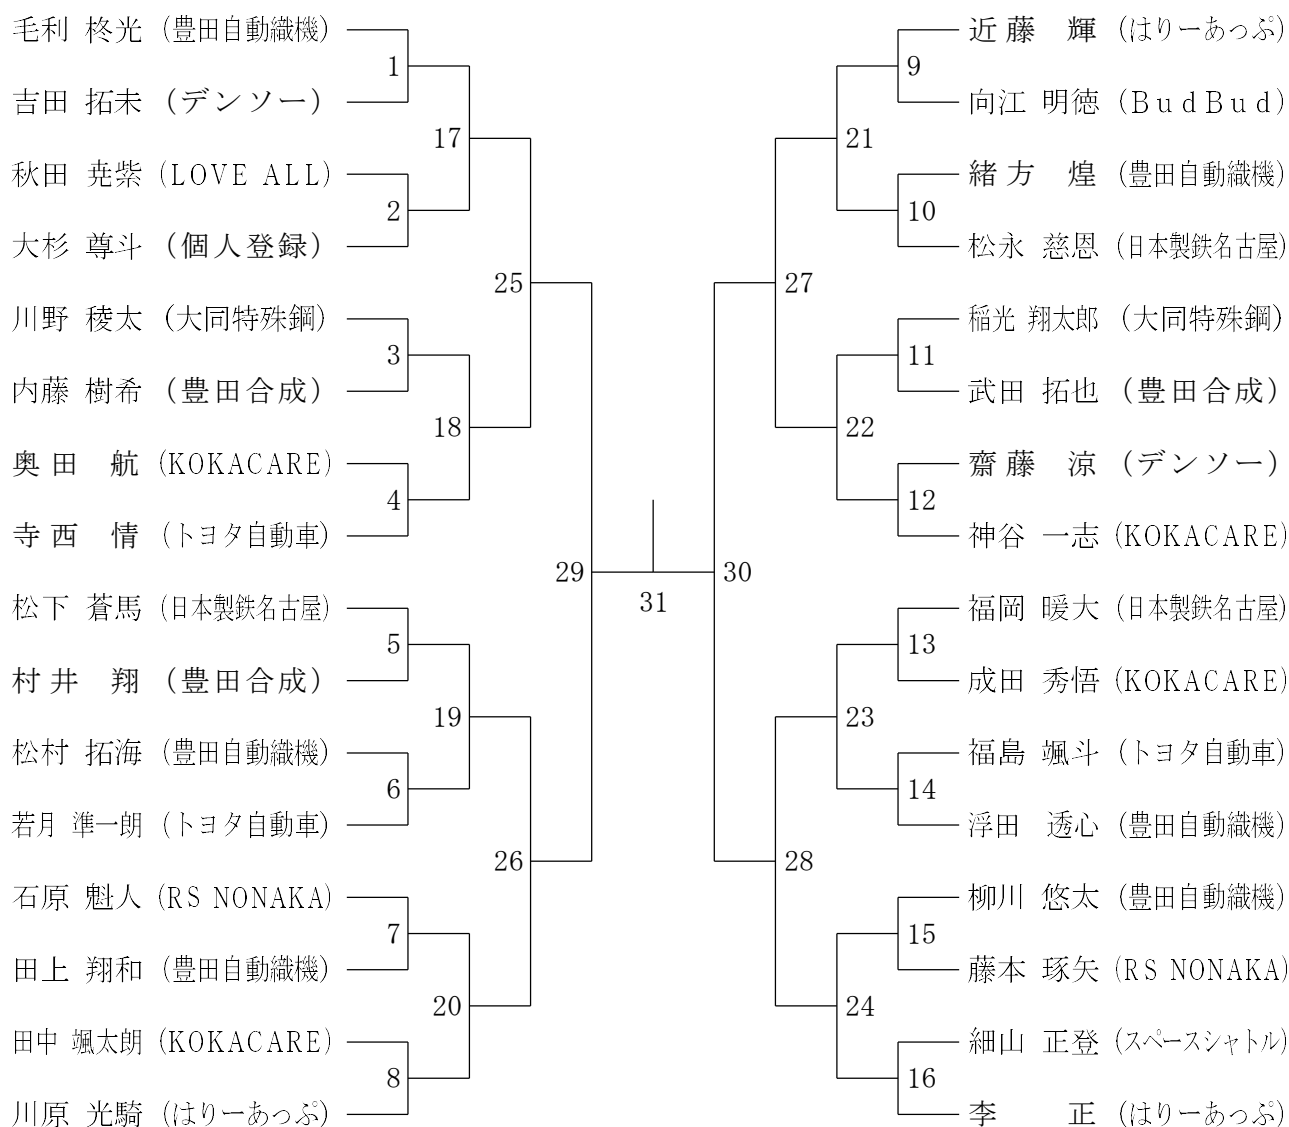 毛利 柊光 (豊田自動織機)
1
吉田 拓未 (デンソー)
17
秋田 尭紫 (LOVE ALL)
2
大杉 尊斗 (個人登録)
25
川野 稜太 (大同特殊鋼)
3
内藤 樹希 (豊田合成)
18
奥田 航 (KOKACARE)
4
寺西 情 (トヨタ自動車)
29
松下 蒼馬 (日本製鉄名古屋)
5
村井 翔 (豊田合成)
19
松村 拓海 (豊田自動織機)
6
若月 準一朗 (トヨタ自動車)
26
石原 魁人 (RS NONAKA)
7
田上 翔和 (豊田自動織機)
20
田中 颯太朗 (KOKACARE)
8
川原 光騎 (はりーあっぷ)
31
近藤 輝 (はりーあっぷ)
9
向江 明徳 (BudBud)
21
緒方 煌 (豊田自動織機)
10
松永 慈恩 (日本製鉄名古屋)
27
稲光 翔太郎 (大同特殊鋼)
11
武田 拓也 (豊田合成)
22
齋藤 涼 (デンソー)
12
神谷 一志 (KOKACARE)
30
福岡 暖大 (日本製鉄名古屋)
13
成田 秀悟 (KOKACARE)
23
福島 颯斗 (トヨタ自動車)
14
浮田 透心 (豊田自動織機)
28
柳川 悠太 (豊田自動織機)
15
藤本 琢矢 (RS NONAKA)
24
細山 正登 (スペースシャトル)
16
李 正 (はりーあっぷ)